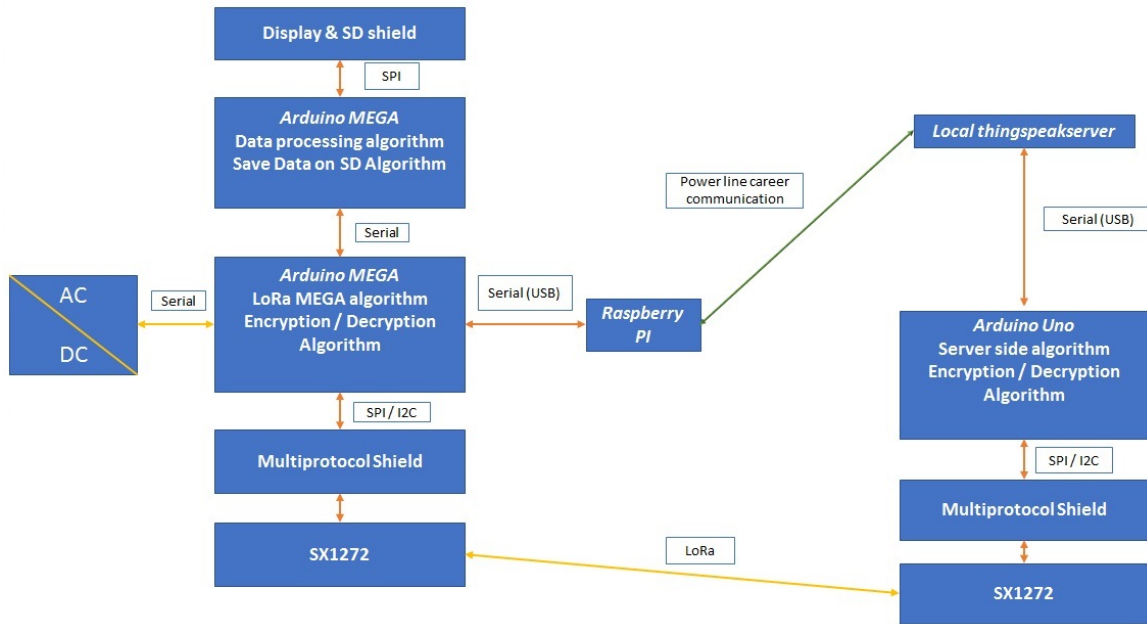 Display & SD shield
SPI
Arduino MEGA
Data processing algorithm
Save Data on SD Algorithm
Serial
Arduino MEGA
LoRa MEGA algorithm
Encryption / Decryption
Algorithm
AC
DC
Serial
Serial (USB)
Raspberry
PI
Power line career
communication
Local thingspeakserver
Serial (USB)
Arduino Uno
Server side algorithm
Encryption / Decryption
Algorithm
SPI / I2C
Multiprotocol Shield
SX1272
LoRa
SPI / I2C
Multiprotocol Shield
SX1272